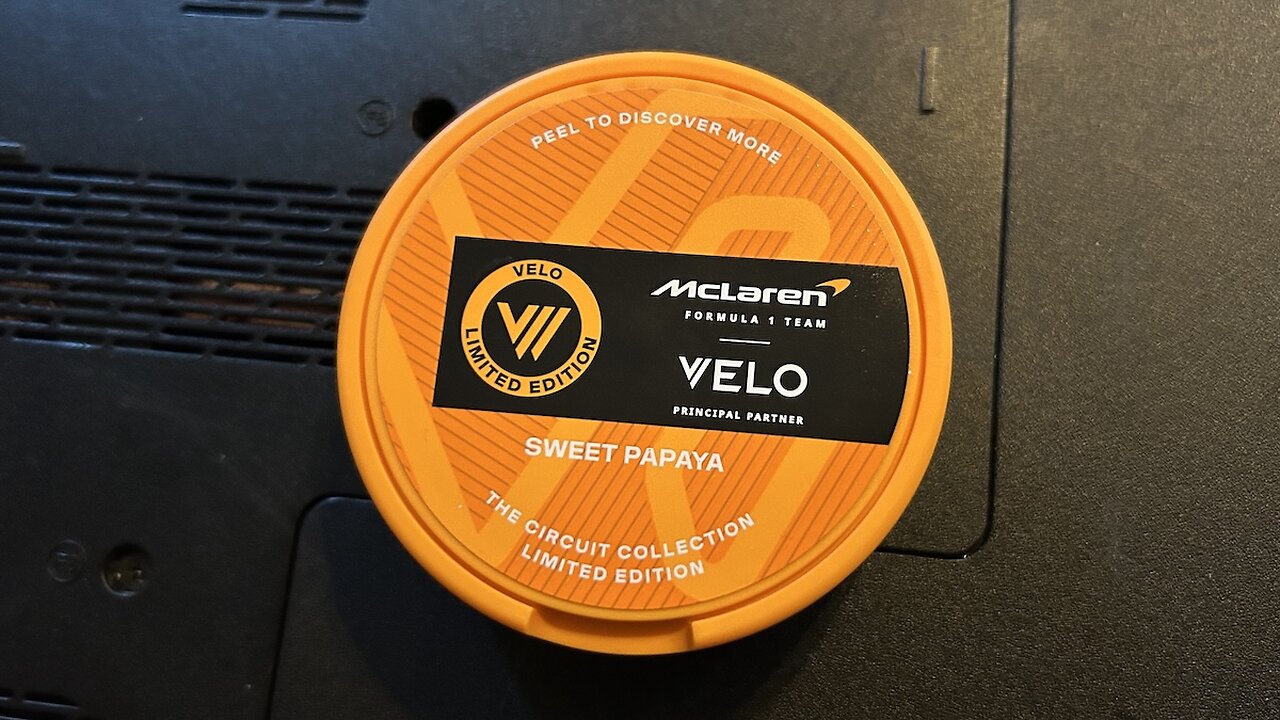 PEEL TO DISCOVER MORE
VELO
LIMITED EDITION
McLaren
FORMULA 1 TEAM
VELO
PRINCIPAL PARTNER
SWEET PAPAYA
THE CIRCUIT COLLECTION
LIMITED EDITION